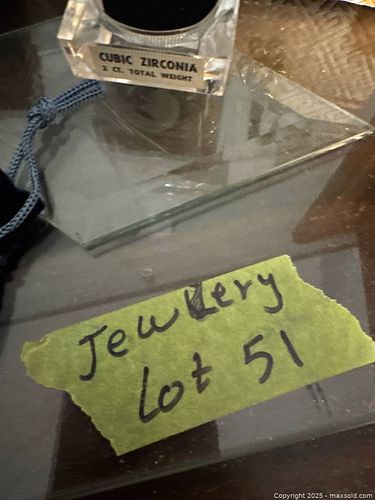 CUBIC ZIRCONIA
2 CT. TOTAL WEIGHT
Jewlery
Lot 51
Copyright 2025 - maxsold.com